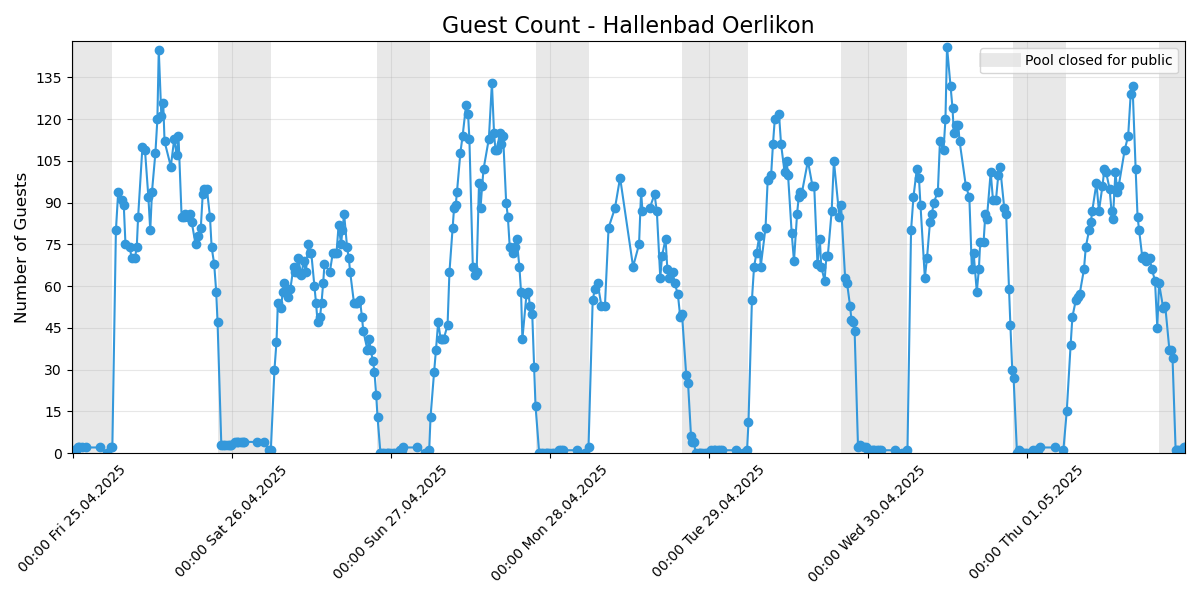 Guest Count - Hallenbad Oerlikon
Pool closed for public
Number of Guests
135
120
105
90
75
60
45
30
15
0
00:00 Fri 25.04.2025
00:00 Sat 26.04.2025
00:00 Sun 27.04.2025
00:00 Mon 28.04.2025
00:00 Tue 29.04.2025
00:00 Wed 30.04.2025
00:00 Thu 01.05.2025